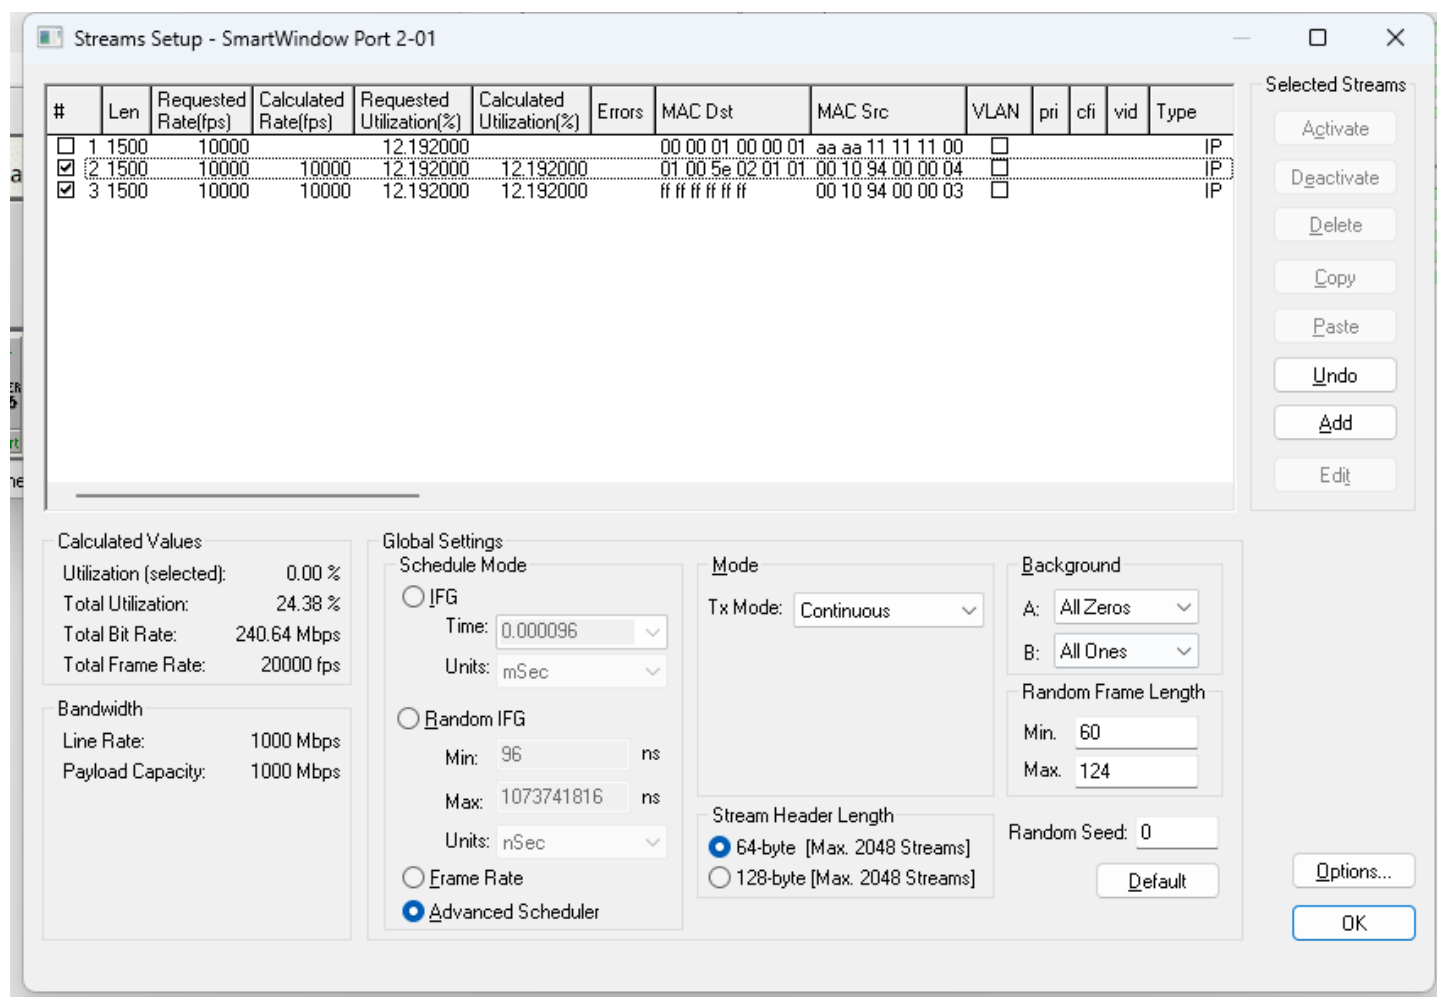 Streams Setup - SmartWindow Port 2-01
Selected Streams
# Len Requested Rate(fps) Calculated Rate(fps) Requested Utilization(%) Calculated Utilization(%) Errors MAC Dst MAC Src VLAN pri cfi vid Type
1 1500 10000 12.192000 00 00 01 00 00 01 aa aa 11 11 11 00 IP
2 1500 10000 10000 12.192000 12.192000 01 00 5e 02 01 01 00 10 94 00 00 04 IP
3 1500 10000 10000 12.192000 12.192000 ff ff ff ff ff ff 00 10 94 00 00 03 IP
Activate
Deactivate
Delete
Copy
Paste
Undo
Add
Edit
Calculated Values
Utilization (selected): 0.00 %
Total Utilization: 24.38 %
Total Bit Rate: 240.64 Mbps
Total Frame Rate: 20000 fps
Bandwidth
Line Rate: 1000 Mbps
Payload Capacity: 1000 Mbps
Global Settings
Schedule Mode
IFG
Time: 0.000096
Units: mSec
Random IFG
Min: 96 ns
Max: 1073741816 ns
Units: nSec
Frame Rate
Advanced Scheduler
Mode
Tx Mode: Continuous
Stream Header Length
64-byte [Max. 2048 Streams]
128-byte [Max. 2048 Streams]
Background
A: All Zeros
B: All Ones
Random Frame Length
Min. 60
Max. 124
Random Seed: 0
Default
Options...
OK